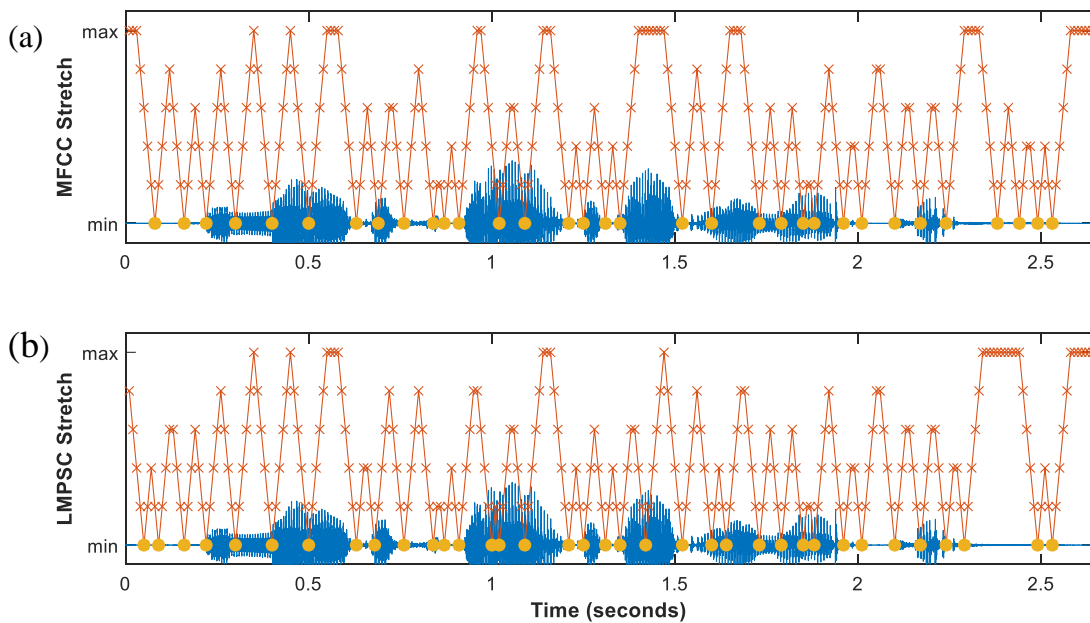 (a)
MFCC Stretch
max
min
0 0.5 1 1.5 2 2.5
(b)
LMPSC Stretch
max
min
0 0.5 1 1.5 2 2.5
Time (seconds)